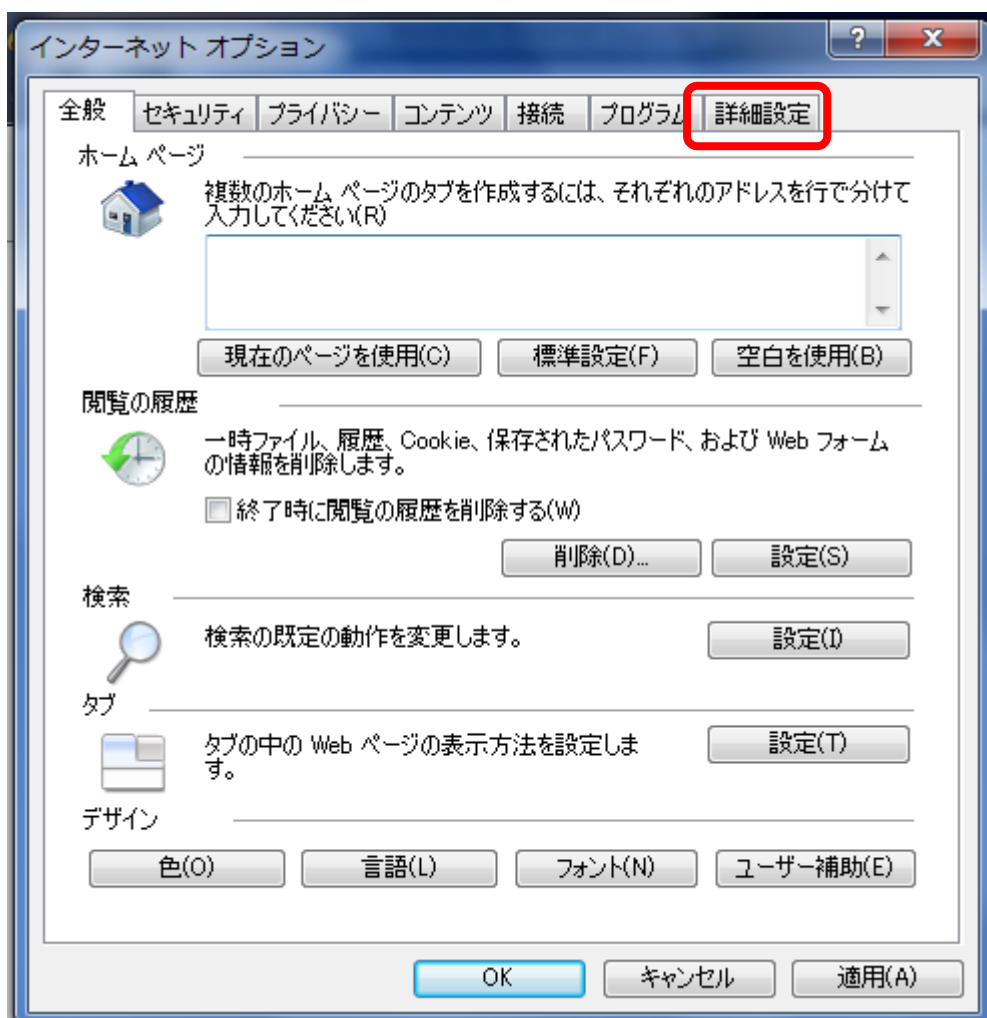 インターネット オプション
?
X
全般 セキュリティ プライバシー コンテンツ 接続 プログラム 詳細設定
ホーム ページ
複数のホーム ページのタブを作成するには、それぞれのアドレスを行で分けて
入力してください(R)
現在のページを使用(C) 標準設定(F) 空白を使用(B)
閲覧の履歴
一時ファイル、履歴、Cookie、保存されたパスワード、および Web フォーム
の情報を削除します。
終了時に閲覧の履歴を削除する(W)
削除(D)... 設定(S)
検索
検索の既定の動作を変更します。 設定(I)
タブ
タブの中の Web ページの表示方法を設定しま
す。 設定(T)
デザイン
色(O) 言語(L) フォント(N) ユーザー補助(E)
OK キャンセル 適用(A)